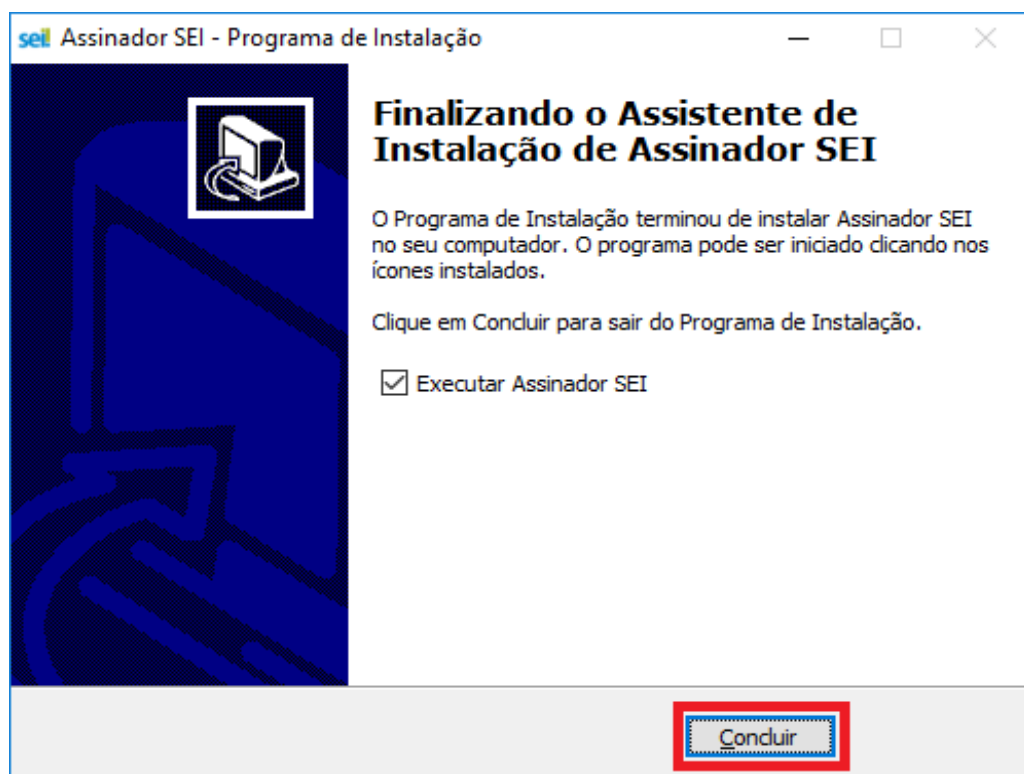 sei! Assinador SEI - Programa de Instalação
Finalizando o Assistente de
Instalação de Assinador SEI
O Programa de Instalação terminou de instalar Assinador SEI
no seu computador. O programa pode ser iniciado clicando nos
ícones instalados.
Clique em Concluir para sair do Programa de Instalação.
Executar Assinador SEI
Concluir